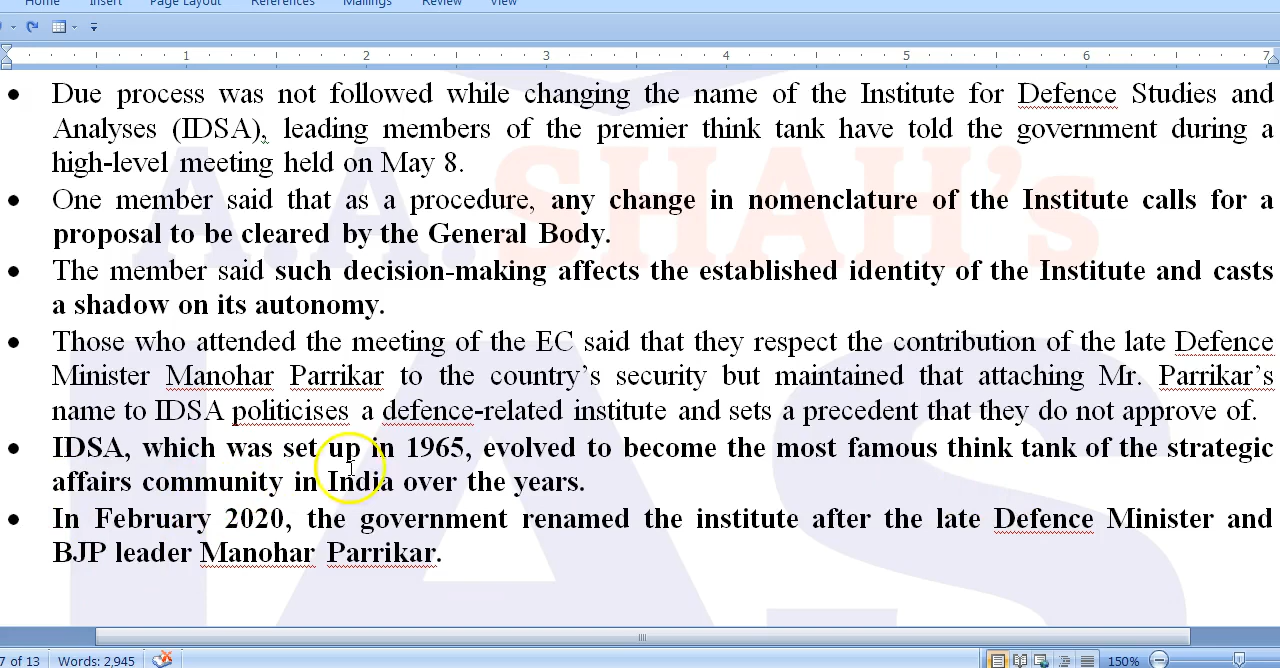 Home Insert Page Layout References Mailings Review View
1 2 3 4 5 6 7
• Due process was not followed while changing the name of the Institute for Defence Studies and
Analyses (IDSA), leading members of the premier think tank have told the government during a
high-level meeting held on May 8.
• One member said that as a procedure, any change in nomenclature of the Institute calls for a
proposal to be cleared by the General Body.
• The member said such decision-making affects the established identity of the Institute and casts
a shadow on its autonomy.
• Those who attended the meeting of the EC said that they respect the contribution of the late Defence
Minister Manohar Parrikar to the country's security but maintained that attaching Mr. Parrikar's
name to IDSA politicises a defence-related institute and sets a precedent that they do not approve of.
• IDSA, which was set up in 1965, evolved to become the most famous think tank of the strategic
affairs community in India over the years.
• In February 2020, the government renamed the institute after the late Defence Minister and
BJP leader Manohar Parrikar.
A.A.SHAH's
IAS
7 of 13 Words: 2,945 150%